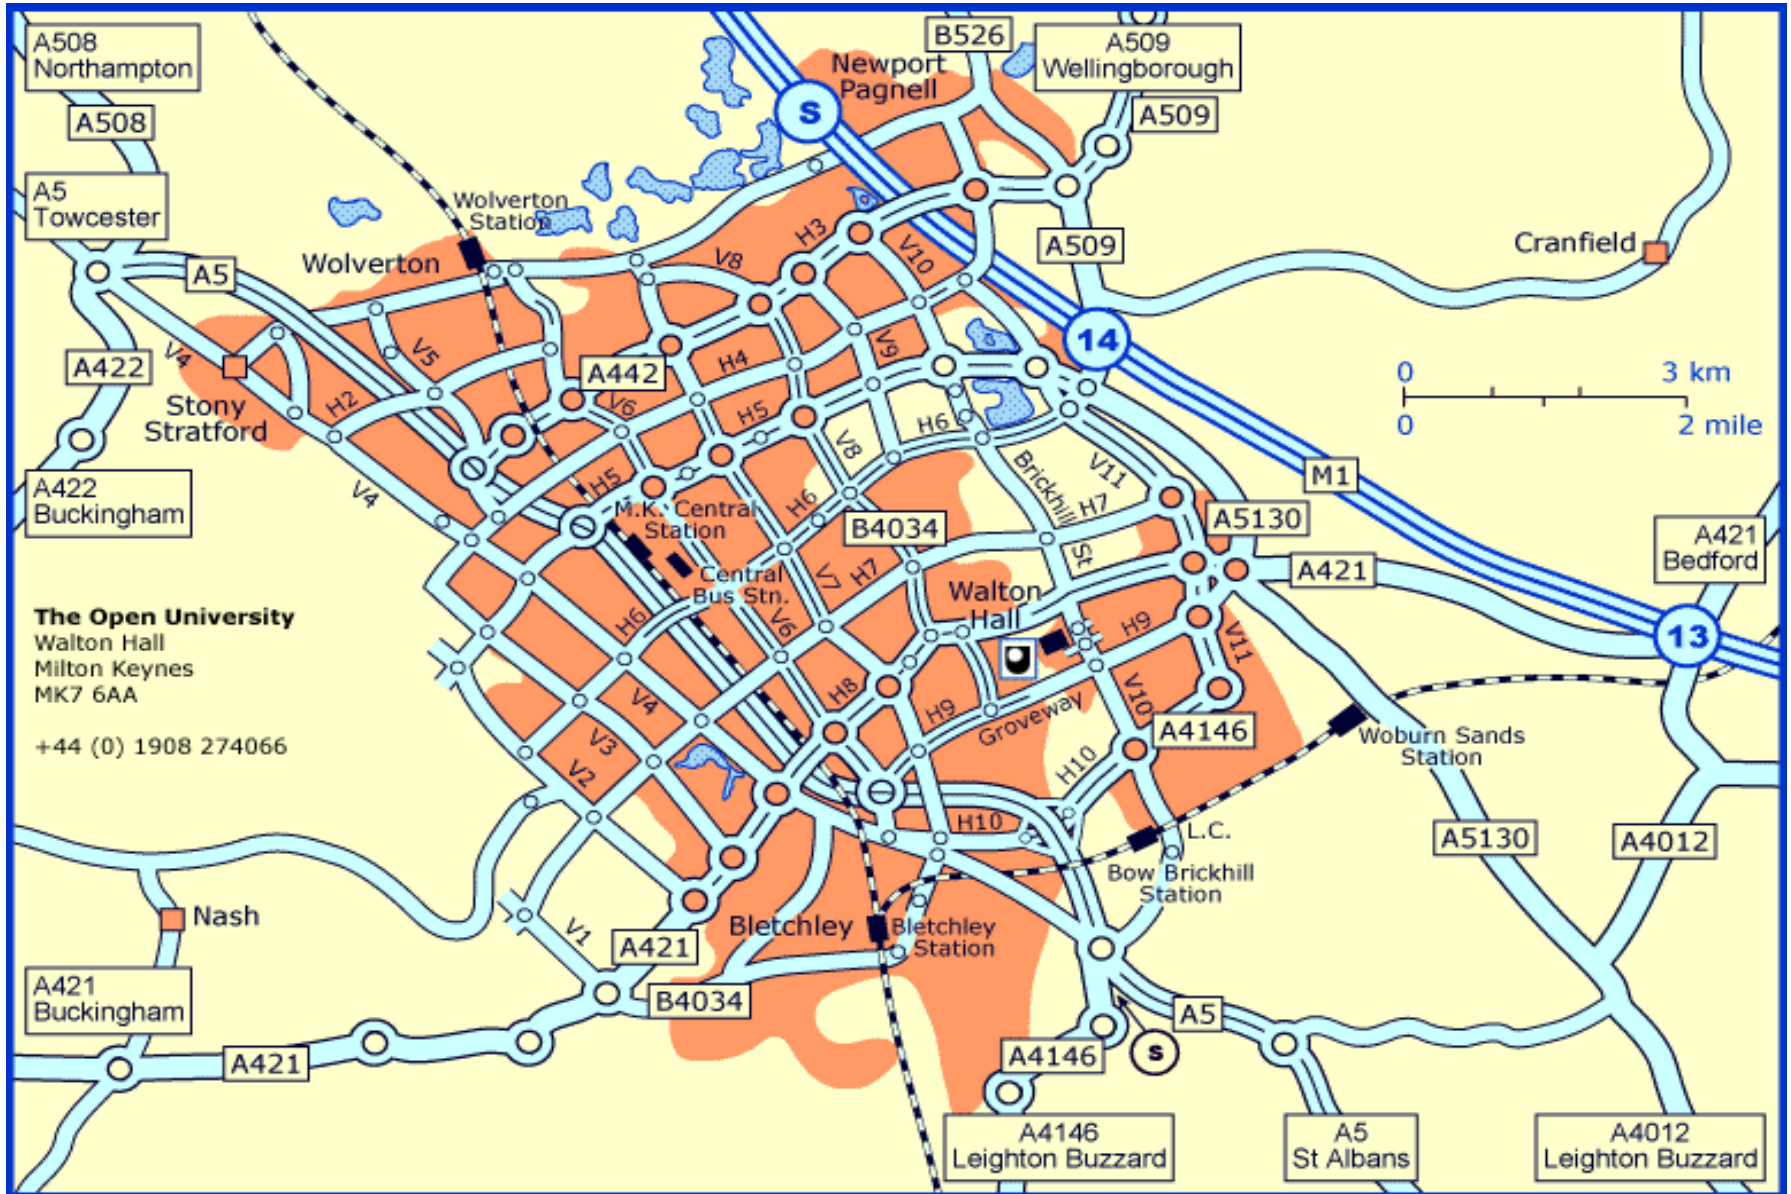 A508
Northampton
A508
B526
A509
Wellingborough
A509
Newport
Pagnell
S
A5
Towcester
Wolverton
Station
Wolverton
A5
H3
V8
V10
A509
Cranfield
14
A422
V4
V5
A442
H4
V9
Stony
Stratford
H2
V6
H5
V8
H6
0
3 km
0
2 mile
A422
Buckingham
V4
H5
M.K. Central
Station
H6
B4034
Brickhill
St
V11
H7
M1
A5130
A421
Bedford
Central
Bus Stn.
V7
H7
Walton
Hall
A421
13
The Open University
Walton Hall
Milton Keynes
MK7 6AA
+44 (0) 1908 274066
H6
V6
H9
V11
V4
H8
H9
Groveway
V10
A4146
V3
V2
H10
Woburn Sands
Station
H10
L.C.
A5130
A4012
Bow Brickhill
Station
Nash
V1
Bletchley
Bletchley
Station
A421
B4034
A421
Buckingham
A421
A5
A4146
S
A4146
Leighton Buzzard
A5
St Albans
A4012
Leighton Buzzard